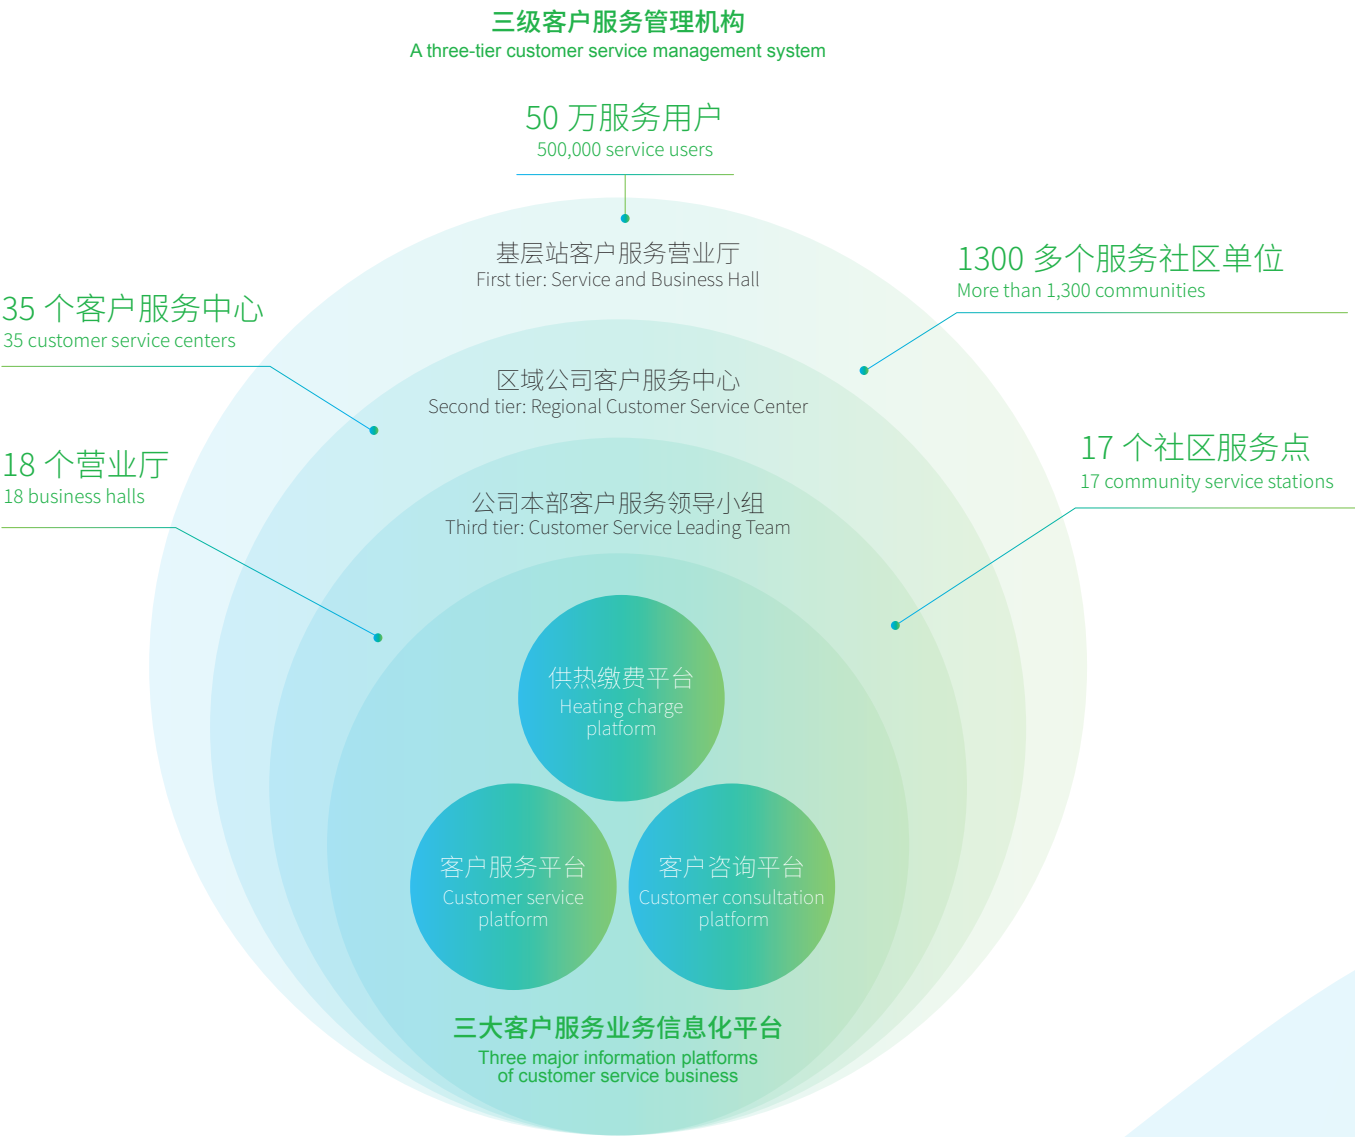 三级客户服务管理机构
A three-tier customer service management system
50 万服务用户
500,000 service users
基层站客户服务营业厅
First tier: Service and Business Hall
1300 多个服务社区单位
More than 1,300 communities
35 个客户服务中心
35 customer service centers
区域公司客户服务中心
Second tier: Regional Customer Service Center
17 个社区服务点
17 community service stations
18 个营业厅
18 business halls
公司本部客户服务领导小组
Third tier: Customer Service Leading Team
供热缴费平台
Heating charge
platform
客户服务平台
Customer service
platform
客户咨询平台
Customer consultation
platform
三大客户服务业务信息化平台
Three major information platforms
of customer service business